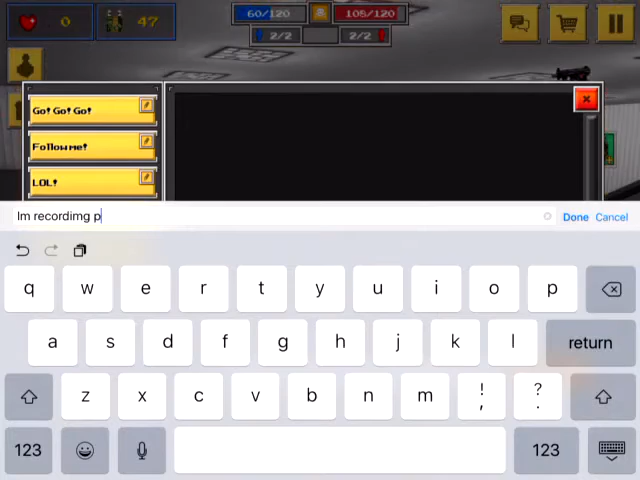 0 47 60/120 108/120
2/2 2/2
Go! Go! Go!
Follow me!
LOL!
Im recordimg p
Done Cancel
q w e r t y u i o p
a s d f g h j k l return
z x c v b n m ! , ? .
123 123